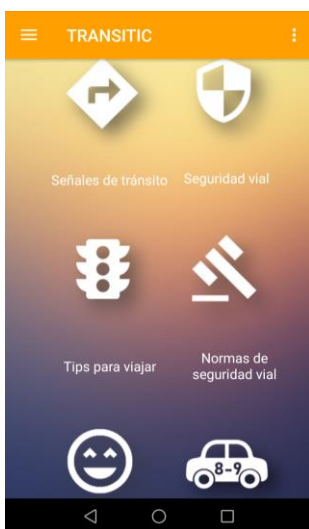 TRANSITIC
Señales de tránsito
Seguridad vial
Tips para viajar
Normas de
seguridad vial
8-9